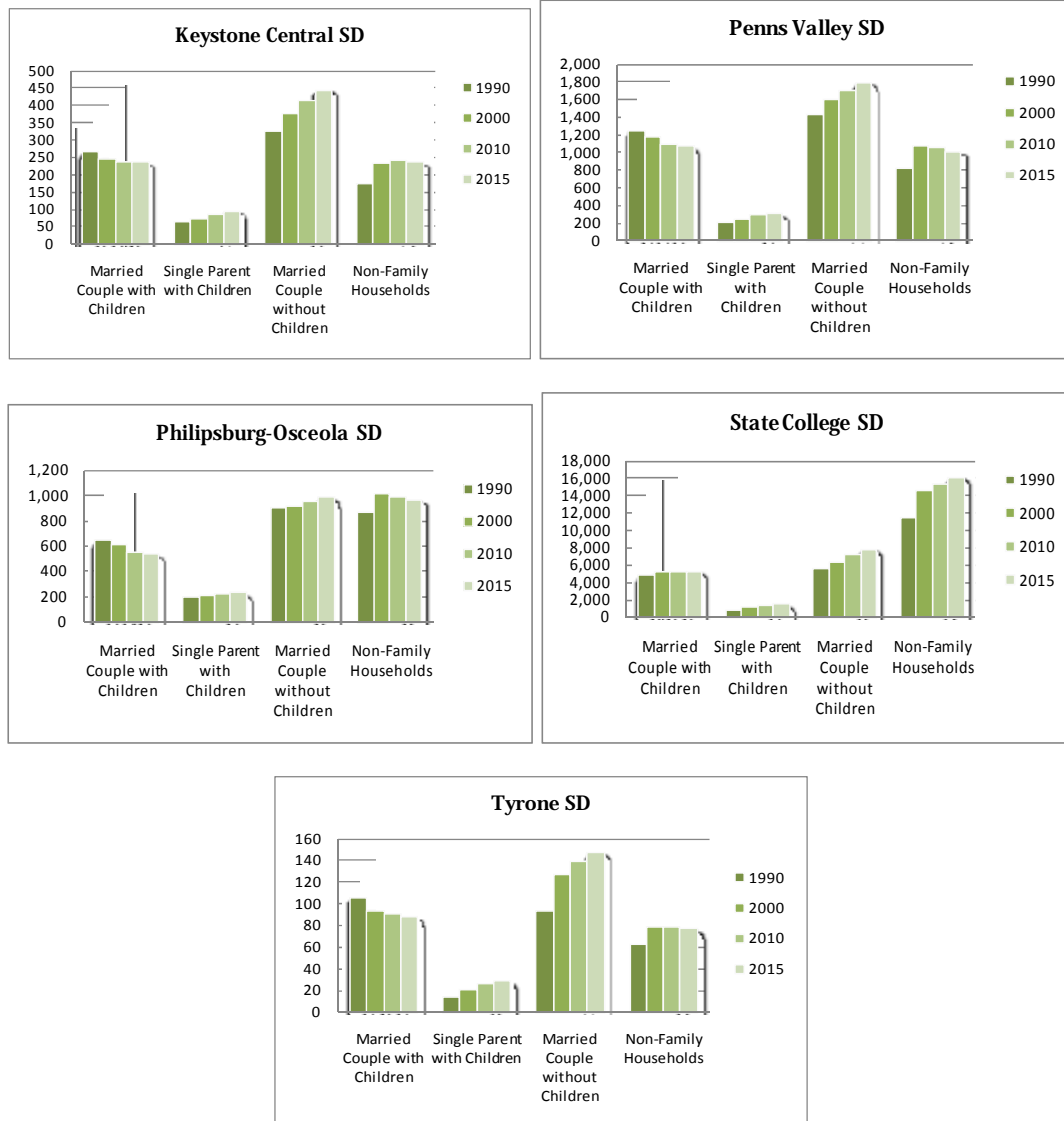 Keystone Central SD
500
450
400
350
300
250
200
150
100
50
0
1990
2000
2010
2015
Married Couple with Children
Single Parent with Children
Married Couple without Children
Non-Family Households
Penns Valley SD
2,000
1,800
1,600
1,400
1,200
1,000
800
600
400
200
0
1990
2000
2010
2015
Married Couple with Children
Single Parent with Children
Married Couple without Children
Non-Family Households
Philipsburg-Osceola SD
1,200
1,000
800
600
400
200
0
1990
2000
2010
2015
Married Couple with Children
Single Parent with Children
Married Couple without Children
Non-Family Households
State College SD
18,000
16,000
14,000
12,000
10,000
8,000
6,000
4,000
2,000
0
1990
2000
2010
2015
Married Couple with Children
Single Parent with Children
Married Couple without Children
Non-Family Households
Tyrone SD
160
140
120
100
80
60
40
20
0
1990
2000
2010
2015
Married Couple with Children
Single Parent with Children
Married Couple without Children
Non-Family Households